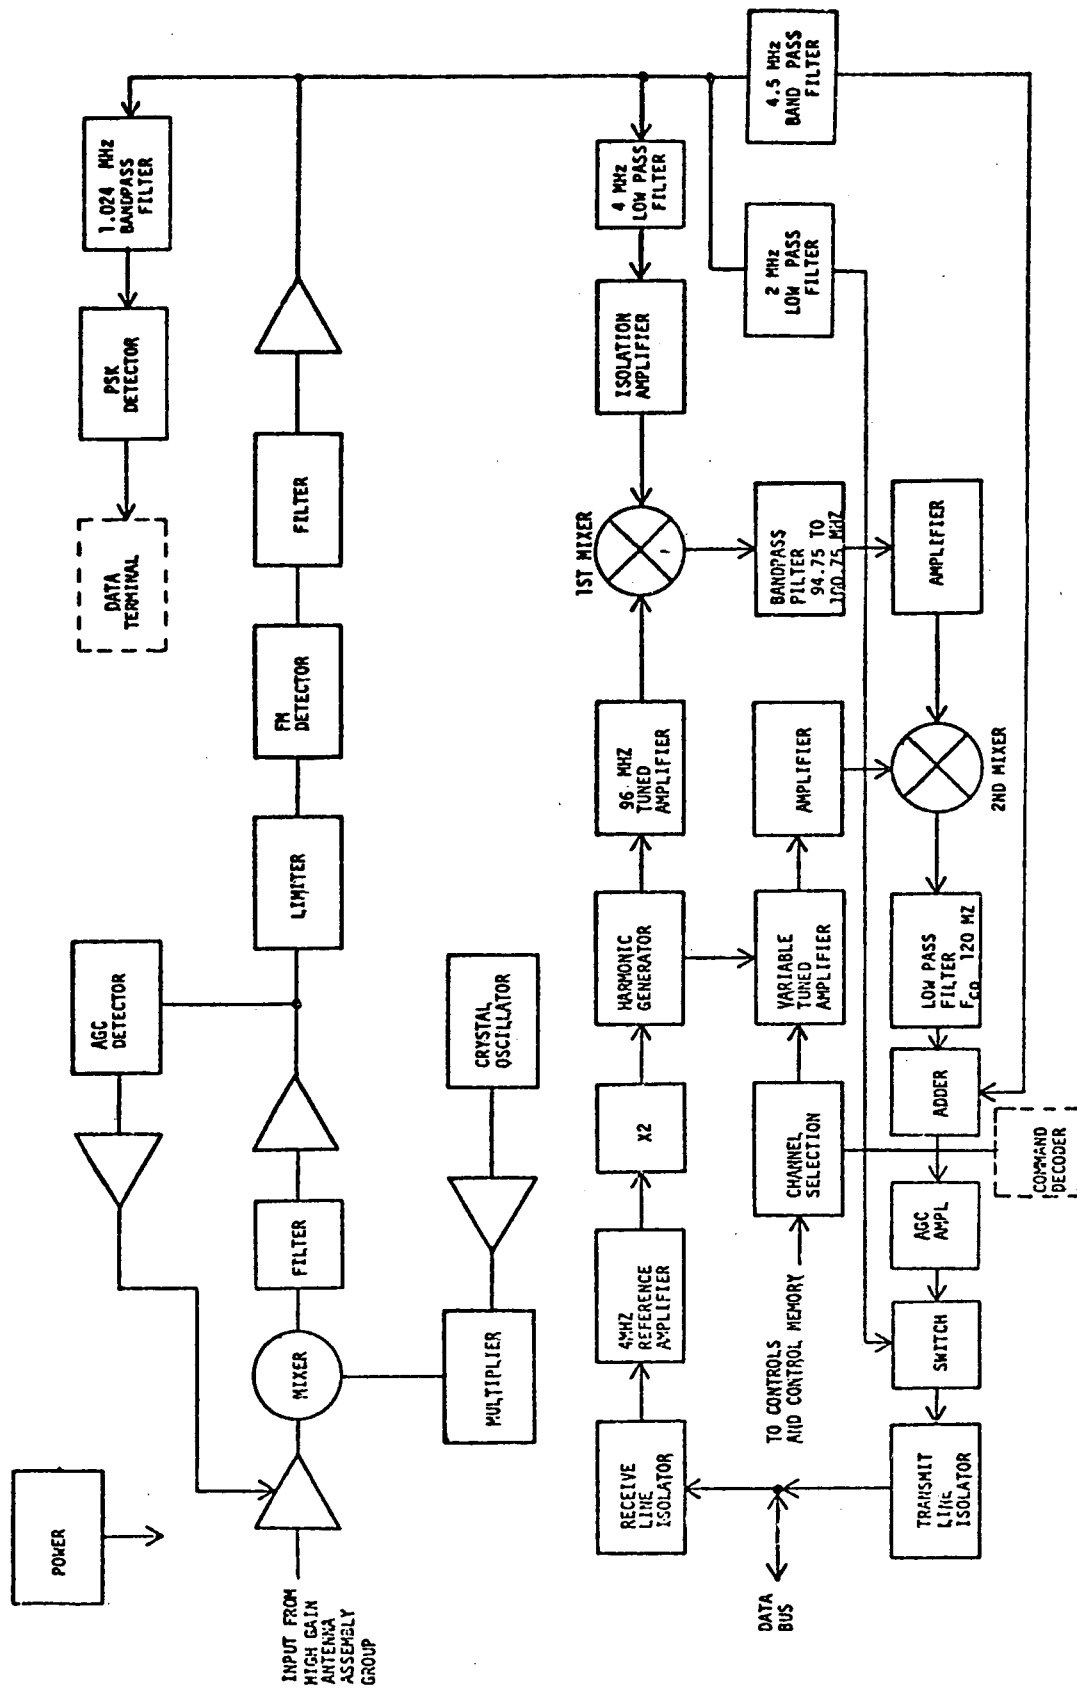 POWER
INPUT FROM
HIGH GAIN
ANTENNA
ASSEMBLY
GROUP
MIXER
FILTER
AGC
DETECTOR
LIMITER
FM
DETECTOR
FILTER
MULTIPLIER
CRYSTAL
OSCILLATOR
DATA
TERMINAL
PSK
DETECTOR
1.024 MHz
BANDPASS
FILTER
RECEIVE
LINE
ISOLATOR
4MHZ
REFERENCE
AMPLIFIER
X2
HARMONIC
GENERATOR
96 MHZ
TUNED
AMPLIFIER
1ST MIXER
ISOLATION
AMPLIFIER
4 MHz
LOW PASS
FILTER
DATA
BUS
TO CONTROLS
AND CONTROL MEMORY
CHANNEL
SELECTION
VARIABLE
TUNED
AMPLIFIER
AMPLIFIER
BANDPASS
PILTER
94.75 TO
100.75 MHZ
2 MHz
LOW PASS
FILTER
4.5 MHz
BAND PASS
FILTER
TRANSMIT
LINE
ISOLATOR
SWITCH
AGC
AMPL
ADDER
LOW PASS
FILTER
FCO 120 MZ
2ND MIXER
AMPLIFIER
COMMAND
DECODER